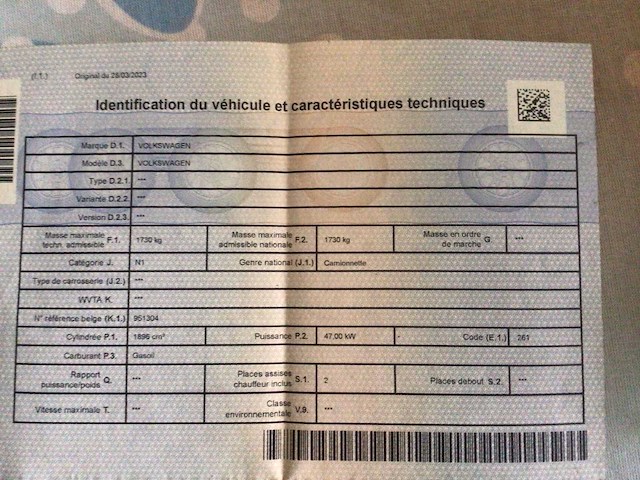 (I.1.) Original du 28/03/2023
Identification du véhicule et caractéristiques techniques
Marque D.1. VOLKSWAGEN
Modèle D.3. VOLKSWAGEN
Type D.2.1. ***
Variante D.2.2. ***
Version D.2.3. ***
Masse maximale techn. admissible F.1. 1730 kg Masse maximale admissible nationale F.2. 1730 kg Masse en ordre de marche G. ***
Catégorie J. N1 Genre national (J.1.) Camionnette
Type de carrosserie (J.2.) ***
WVTA K. ***
N° référence belge (K.1.) 951304
Cylindrée P.1. 1896 cm³ Puissance P.2. 47,00 kW - Code (E.1.) 261
Carburant P.3. Gasoil
Rapport puissance/poids Q. *** Places assises chauffeur inclus S.1. 2 Places debout S.2. ***
Vitesse maximale T. *** Classe environnementale V.9. ***